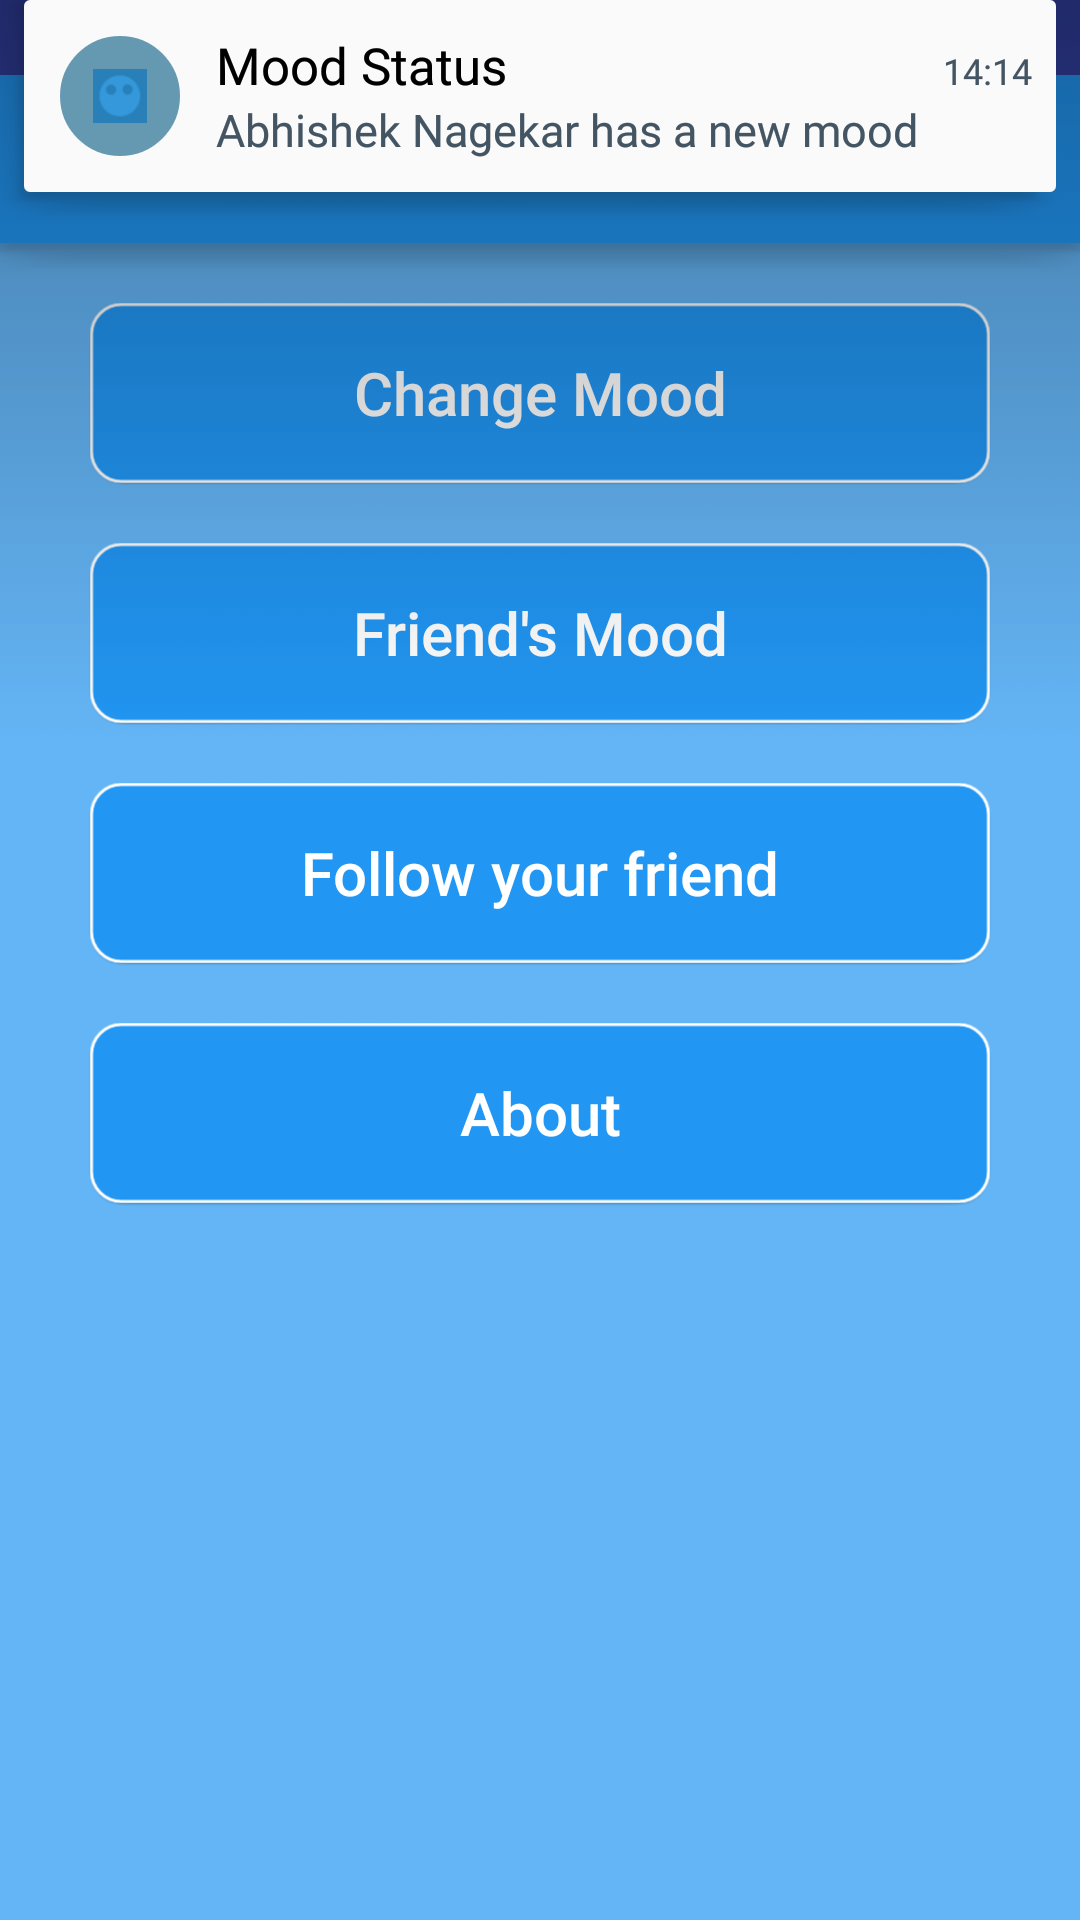 Mood Status
14:14
Abhishek Nagekar has a new mood
Change Mood
Friend's Mood
Follow your friend
About